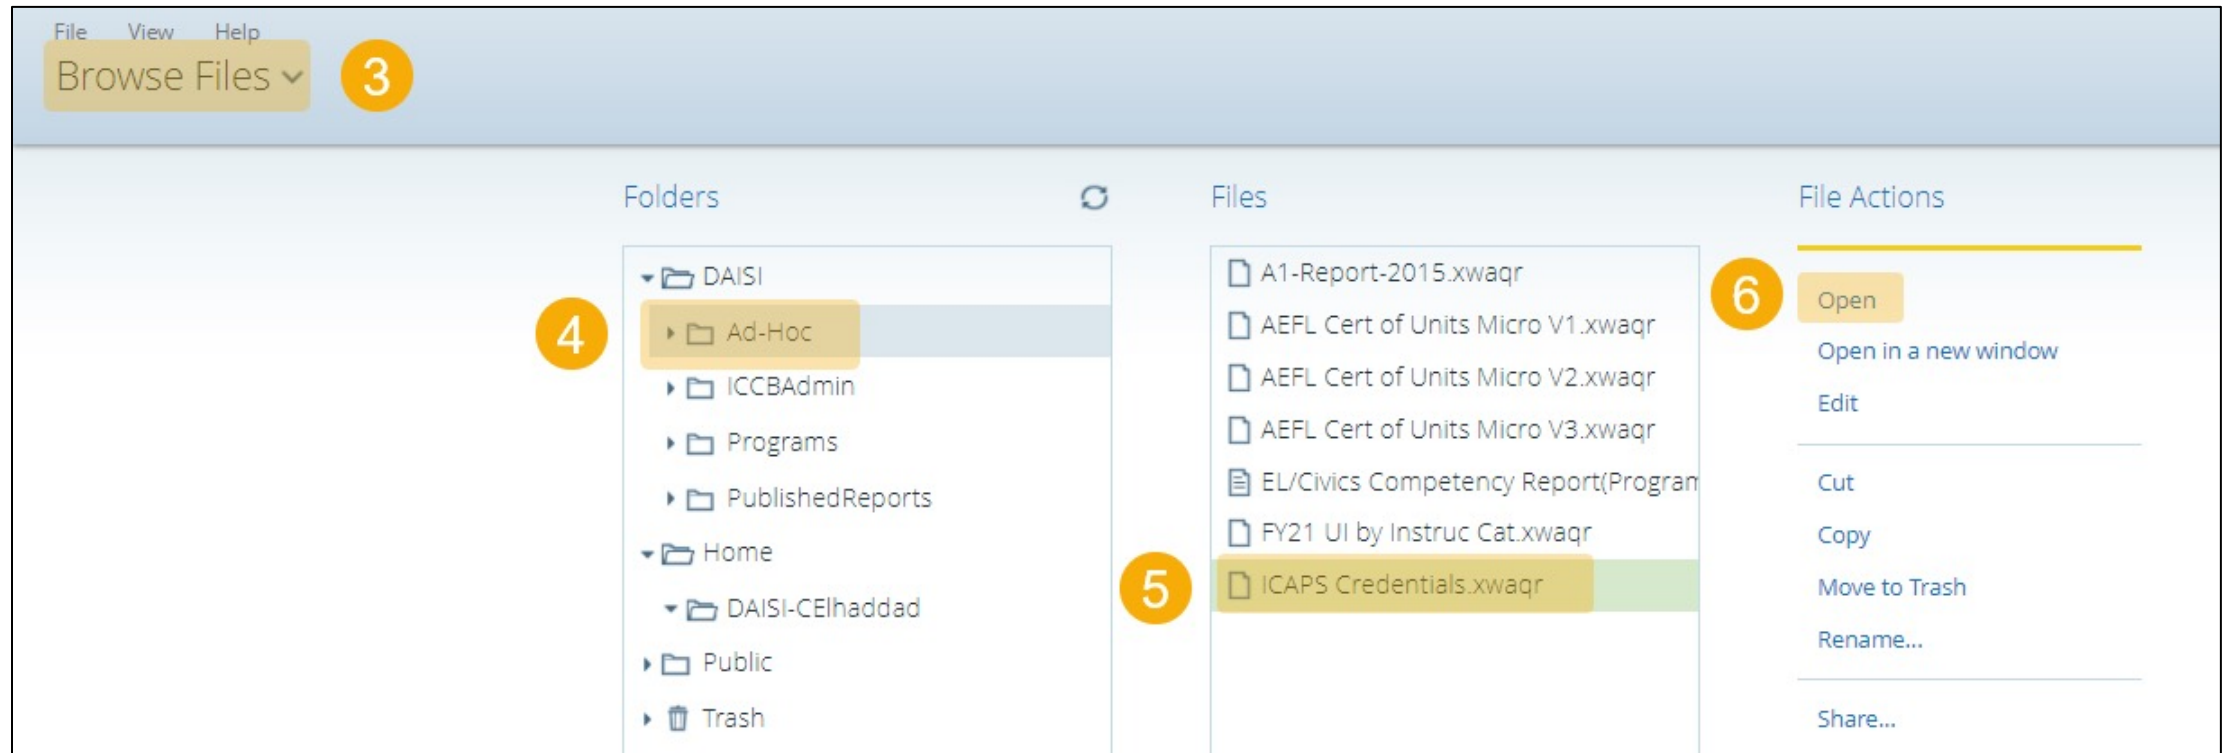 File View Help
Browse Files
3
Folders
DAISI
4
Ad-Hoc
ICCBAdmin
Programs
PublishedReports
Home
DAISI-CElhaddad
Public
Trash
Files
A1-Report-2015.xwaqr
AEFL Cert of Units Micro V1.xwaqr
AEFL Cert of Units Micro V2.xwaqr
AEFL Cert of Units Micro V3.xwaqr
EL/Civics Competency Report(Program
FY21 UI by Instruc Cat.xwaqr
5
ICAPS Credentials.xwaqr
File Actions
6
Open
Open in a new window
Edit
Cut
Copy
Move to Trash
Rename...
Share...